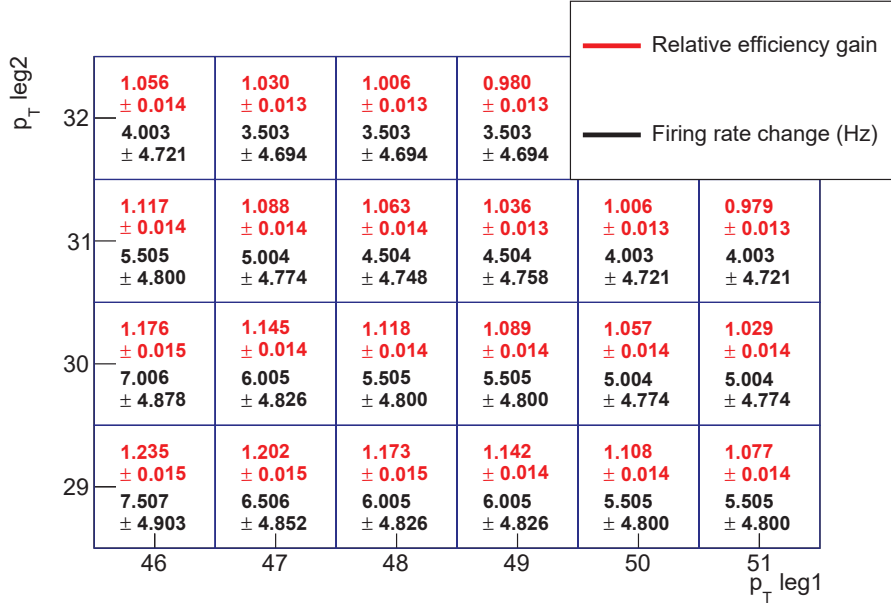 Relative efficiency gain
Firing rate change (Hz)
p_T leg2
32
1.056 1.030 1.006 0.980
± 0.014 ± 0.013 ± 0.013 ± 0.013
4.003 3.503 3.503 3.503
± 4.721 ± 4.694 ± 4.694 ± 4.694
31
1.117 1.088 1.063 1.036 1.006 0.979
± 0.014 ± 0.014 ± 0.014 ± 0.013 ± 0.013 ± 0.013
5.505 5.004 4.504 4.504 4.003 4.003
± 4.800 ± 4.774 ± 4.748 ± 4.758 ± 4.721 ± 4.721
30
1.176 1.145 1.118 1.089 1.057 1.029
± 0.015 ± 0.014 ± 0.014 ± 0.014 ± 0.014 ± 0.014
7.006 6.005 5.505 5.505 5.004 5.004
± 4.878 ± 4.826 ± 4.800 ± 4.800 ± 4.774 ± 4.774
29
1.235 1.202 1.173 1.142 1.108 1.077
± 0.015 ± 0.015 ± 0.015 ± 0.014 ± 0.014 ± 0.014
7.507 6.506 6.005 6.005 5.505 5.505
± 4.903 ± 4.852 ± 4.826 ± 4.826 ± 4.800 ± 4.800
46 47 48 49 50 51
p_T leg1